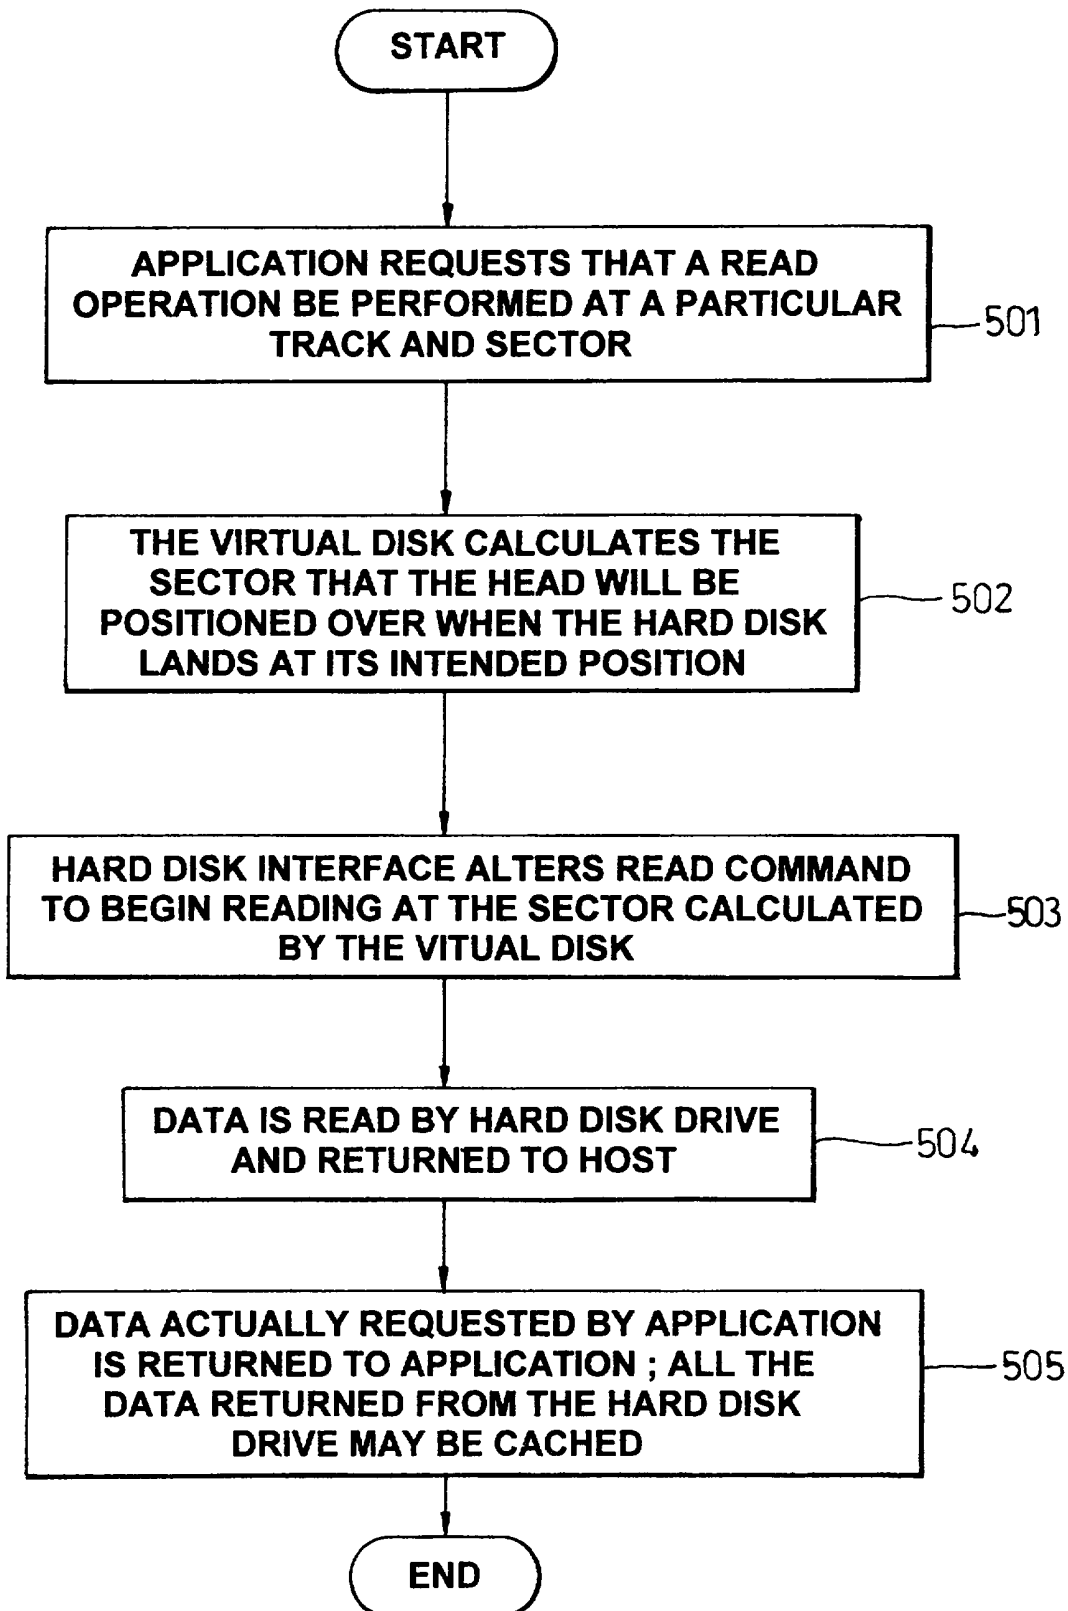 START
APPLICATION REQUESTS THAT A READ
OPERATION BE PERFORMED AT A PARTICULAR
TRACK AND SECTOR
501
THE VIRTUAL DISK CALCULATES THE
SECTOR THAT THE HEAD WILL BE
POSITIONED OVER WHEN THE HARD DISK
LANDS AT ITS INTENDED POSITION
502
HARD DISK INTERFACE ALTERS READ COMMAND
TO BEGIN READING AT THE SECTOR CALCULATED
BY THE VITUAL DISK
503
DATA IS READ BY HARD DISK DRIVE
AND RETURNED TO HOST
504
DATA ACTUALLY REQUESTED BY APPLICATION
IS RETURNED TO APPLICATION ; ALL THE
DATA RETURNED FROM THE HARD DISK
DRIVE MAY BE CACHED
505
END